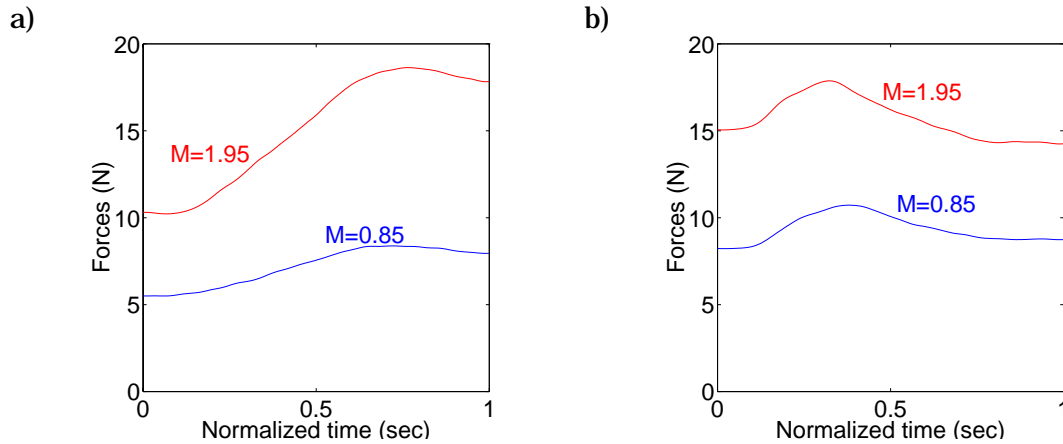 a)
20
15
10
5
0
Forces (N)
M=1.95
M=0.85
0 0.5 1
Normalized time (sec)
b)
20
15
10
5
0
Forces (N)
M=1.95
M=0.85
0 0.5 1
Normalized time (sec)